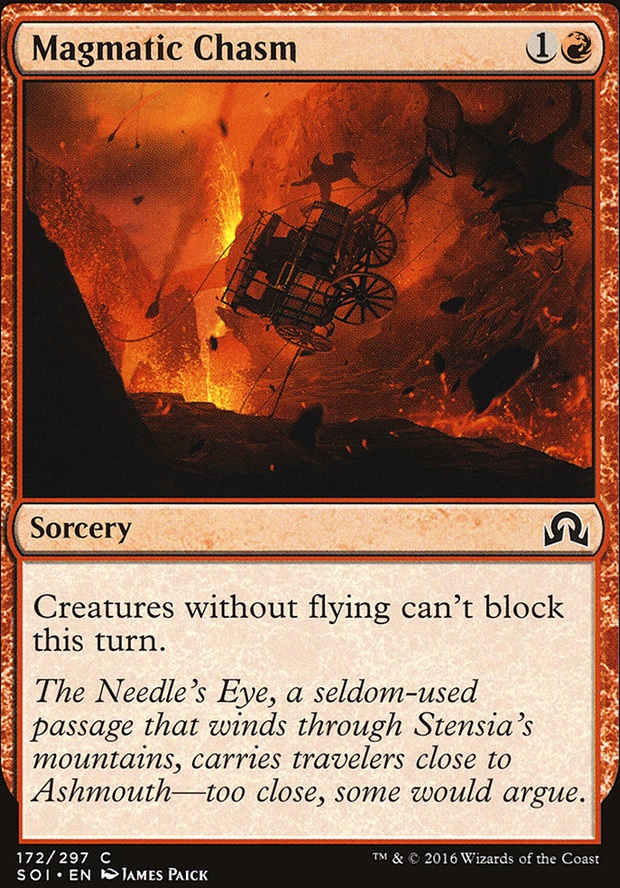 Magmatic Chasm 1
Sorcery
Creatures without flying can't block
this turn.
The Needle's Eye, a seldom-used
passage that winds through Stensia's
mountains, carries travelers close to
Ashmouth—too close, some would argue.
172/297 C
SOI • EN James Paick
™ & © 2016 Wizards of the Coast